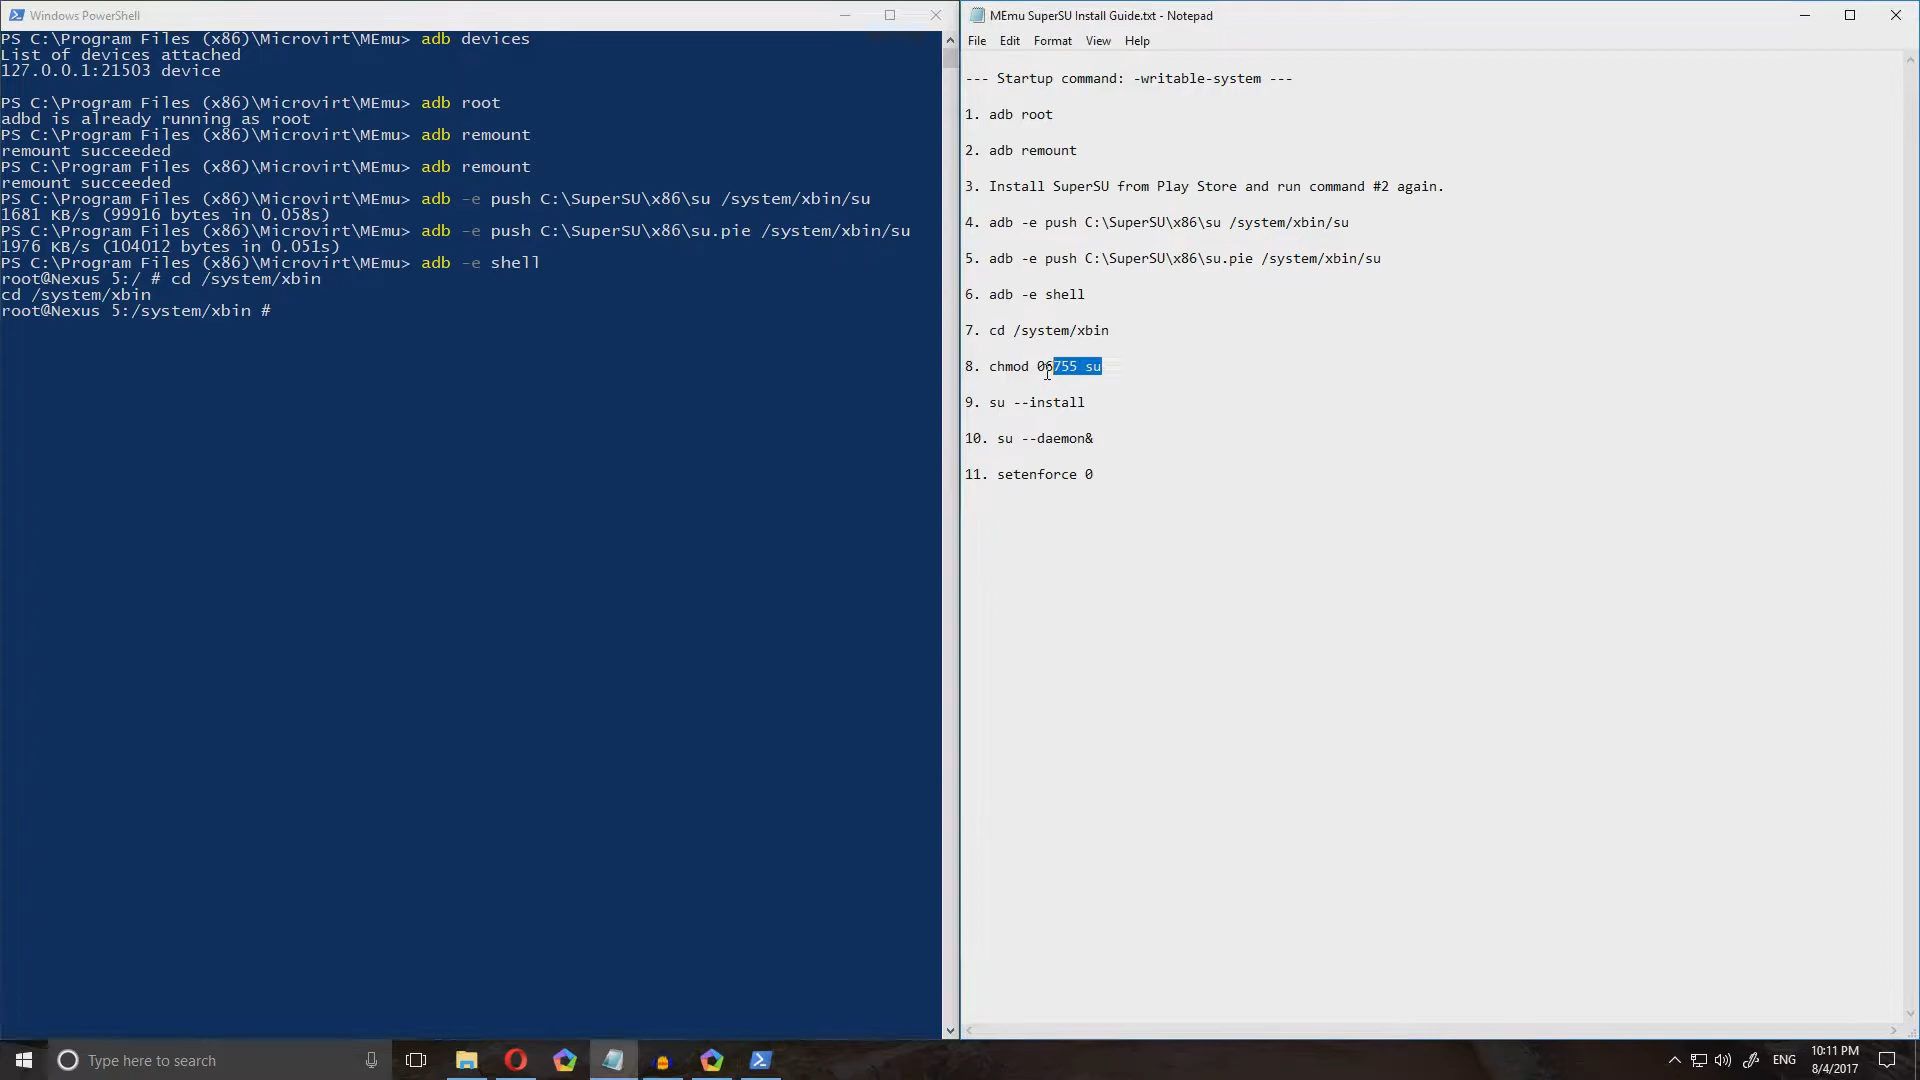 Windows PowerShell
PS C:\Program Files (x86)\Microvirt\MEmu> adb devices
List of devices attached
127.0.0.1:21503 device
PS C:\Program Files (x86)\Microvirt\MEmu> adb root
adbd is already running as root
PS C:\Program Files (x86)\Microvirt\MEmu> adb remount
remount succeeded
PS C:\Program Files (x86)\Microvirt\MEmu> adb remount
remount succeeded
PS C:\Program Files (x86)\Microvirt\MEmu> adb -e push C:\SuperSU\x86\su /system/xbin/su
1681 KB/s (99916 bytes in 0.058s)
PS C:\Program Files (x86)\Microvirt\MEmu> adb -e push C:\SuperSU\x86\su.pie /system/xbin/su
1976 KB/s (104012 bytes in 0.051s)
PS C:\Program Files (x86)\Microvirt\MEmu> adb -e shell
root@Nexus 5:/ # cd /system/xbin
cd /system/xbin
root@Nexus 5:/system/xbin #
MEmu SuperSU Install Guide.txt - Notepad
File Edit Format View Help
--- Startup command: -writable-system ---
1. adb root
2. adb remount
3. Install SuperSU from Play Store and run command #2 again.
4. adb -e push C:\SuperSU\x86\su /system/xbin/su
5. adb -e push C:\SuperSU\x86\su.pie /system/xbin/su
6. adb -e shell
7. cd /system/xbin
8. chmod 06755 su
9. su --install
10. su --daemon&
11. setenforce 0
Type here to search
ENG
10:11 PM
8/4/2017